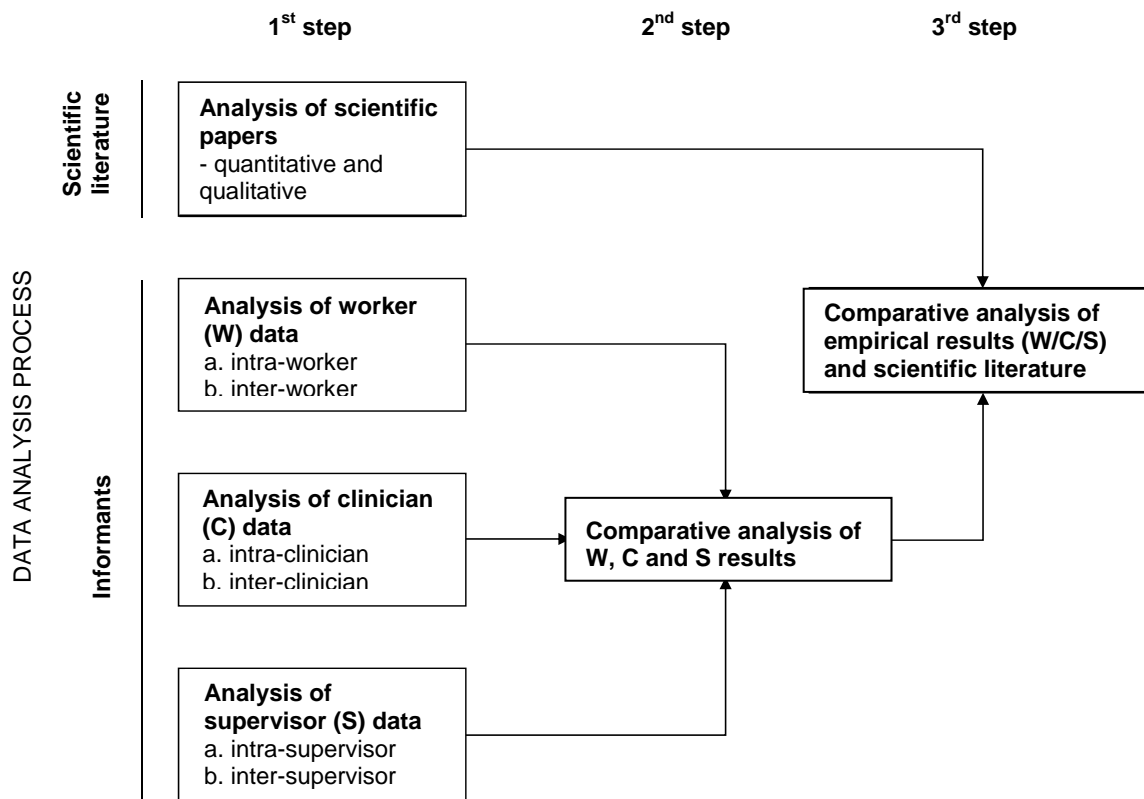 1st step
2nd step
3rd step
Scientific
literature
Analysis of scientific
papers
- quantitative and
qualitative
DATA ANALYSIS PROCESS
Informants
Analysis of worker
(W) data
a. intra-worker
b. inter-worker
Analysis of clinician
(C) data
a. intra-clinician
b. inter-clinician
Analysis of
supervisor (S) data
a. intra-supervisor
b. inter-supervisor
Comparative analysis of
W, C and S results
Comparative analysis of
empirical results (W/C/S)
and scientific literature